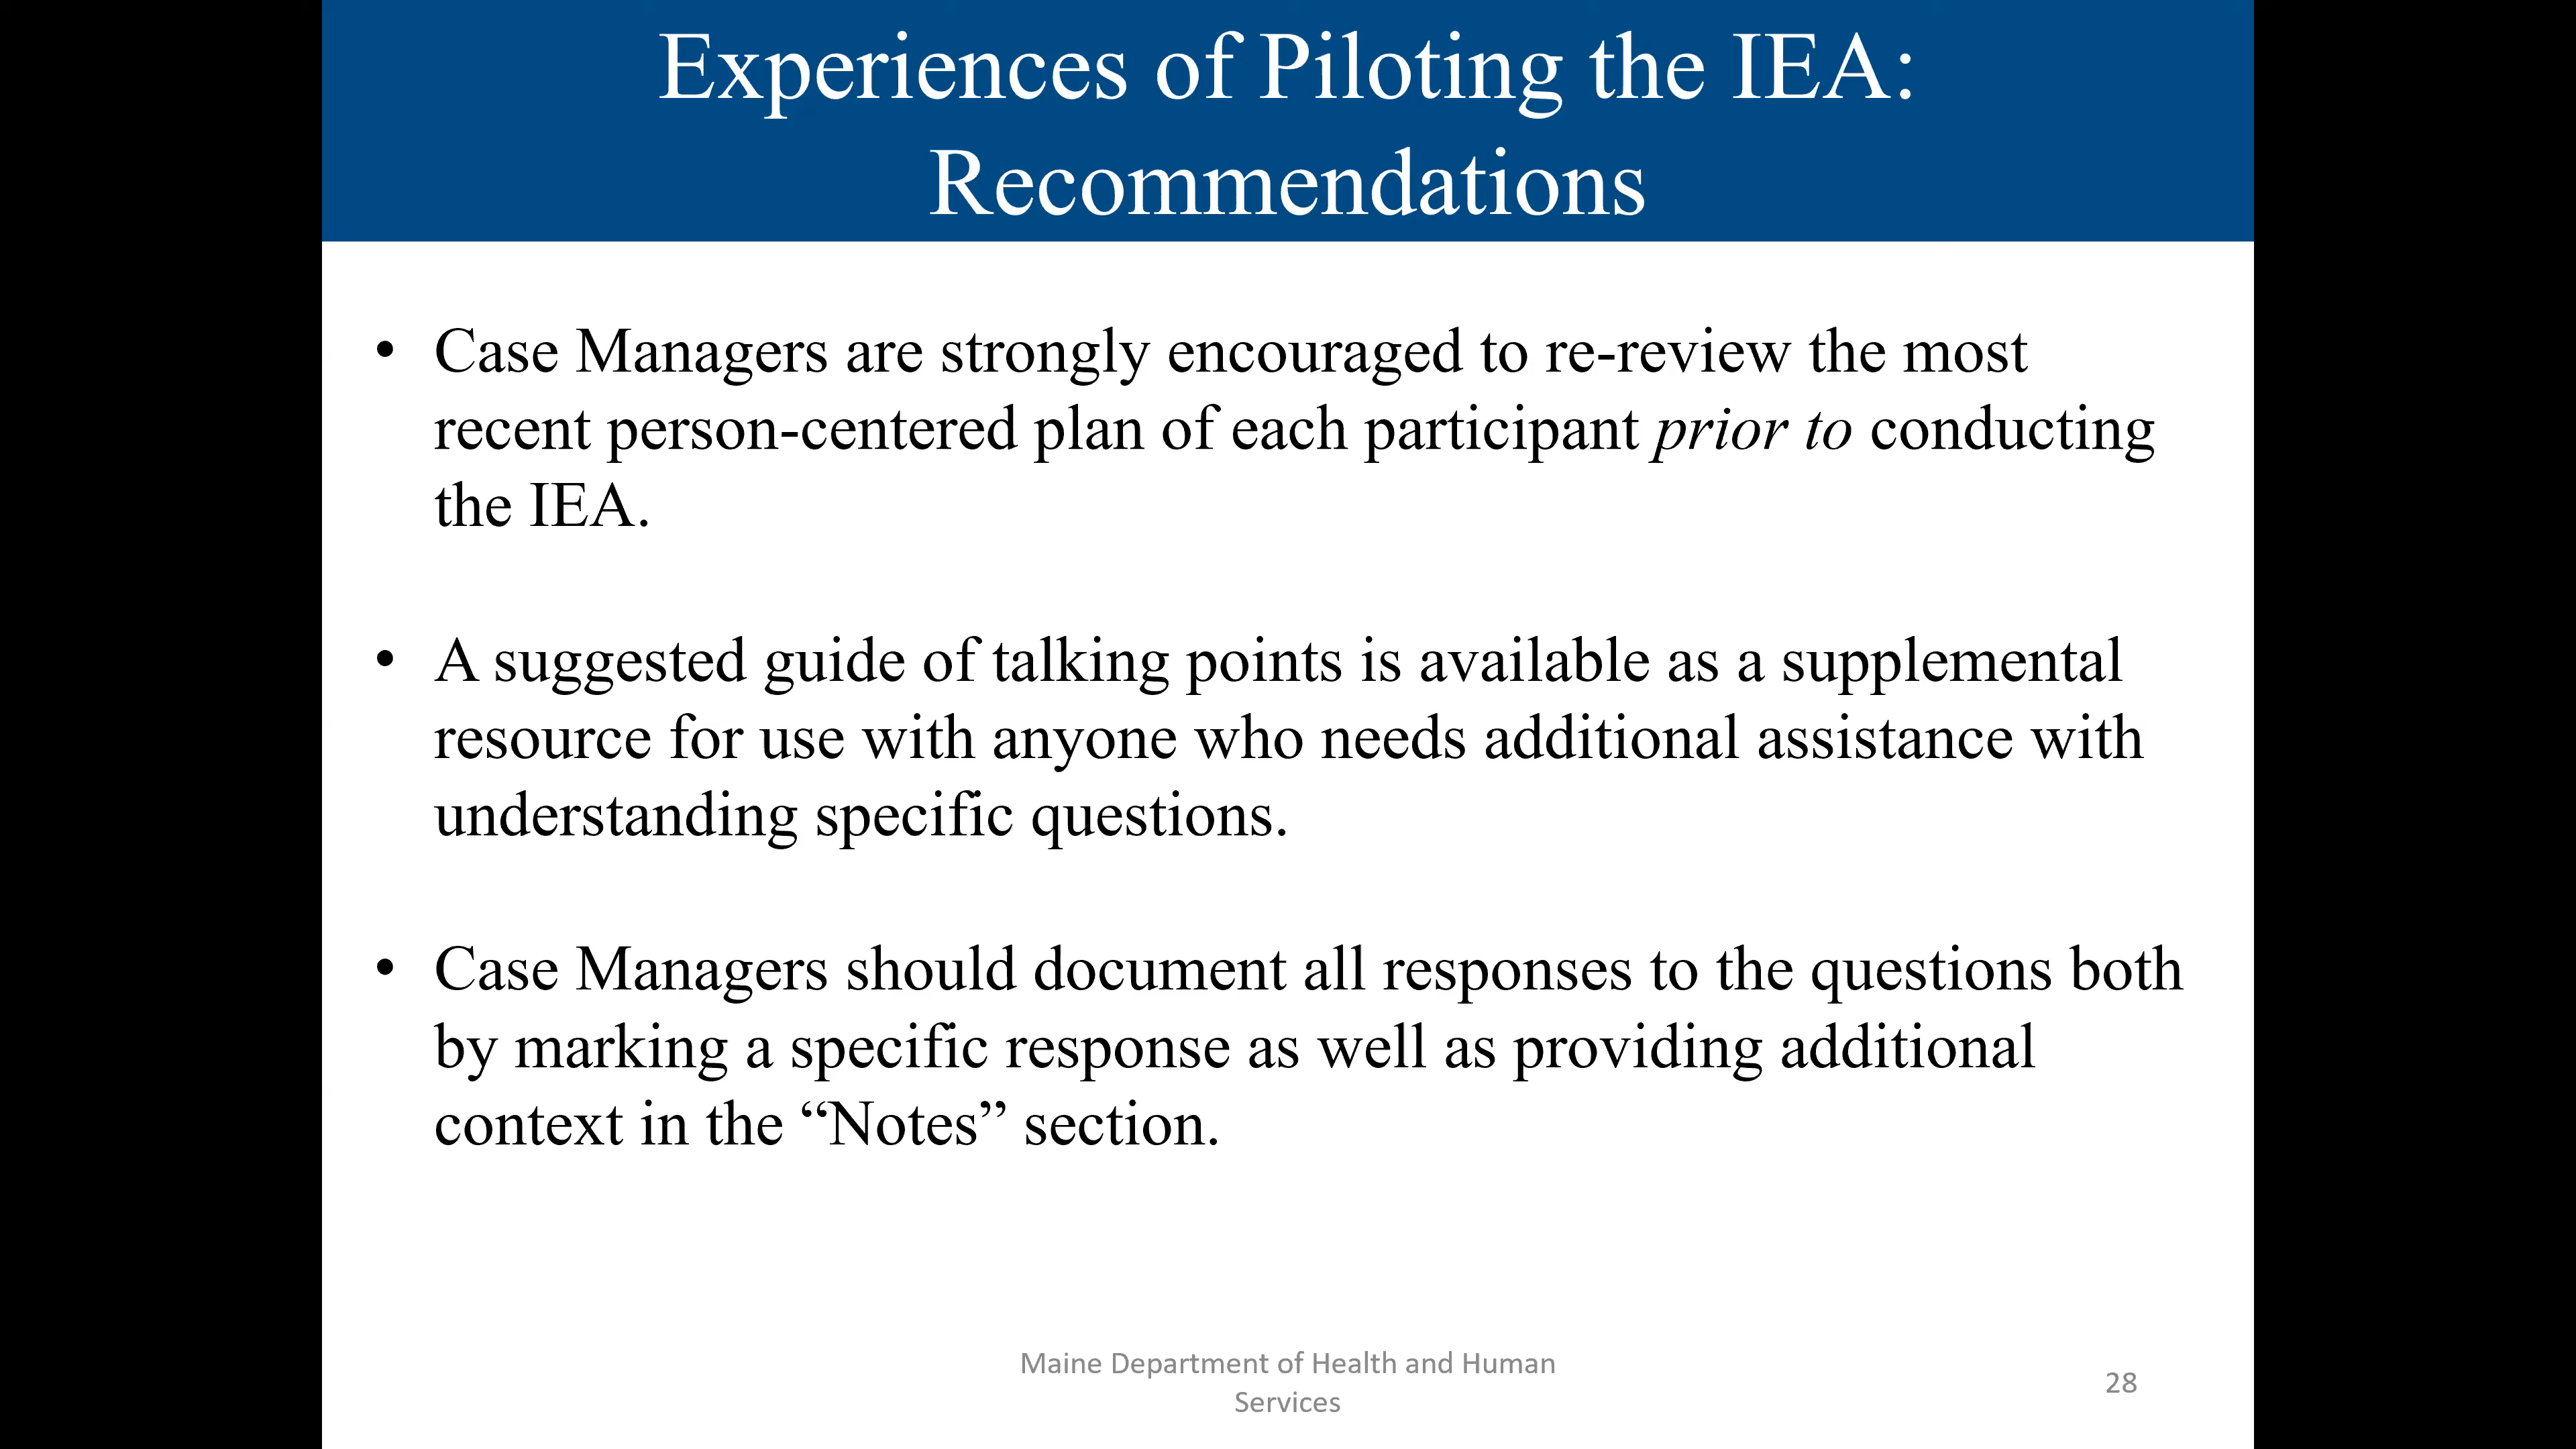 Experiences of Piloting the IEA:
Recommendations
• Case Managers are strongly encouraged to re-review the most
recent person-centered plan of each participant prior to conducting
the IEA.
• A suggested guide of talking points is available as a supplemental
resource for use with anyone who needs additional assistance with
understanding specific questions.
• Case Managers should document all responses to the questions both
by marking a specific response as well as providing additional
context in the “Notes” section.
Maine Department of Health and Human
Services
28